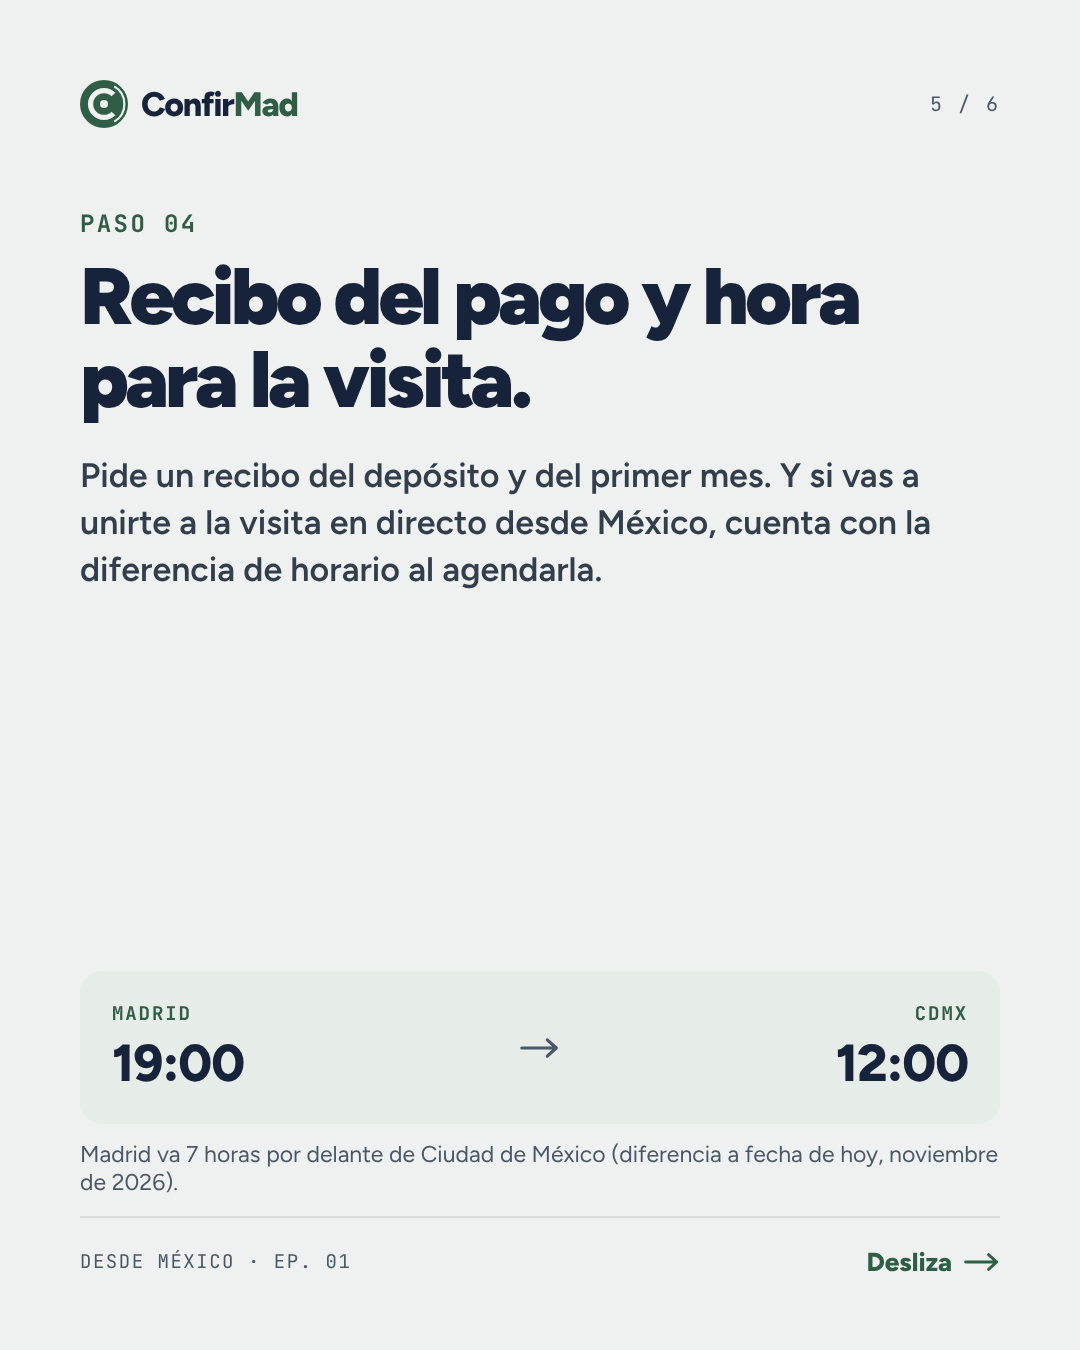 ConfirMad
5 / 6
PASO 04
Recibo del pago y hora
para la visita.
Pide un recibo del depósito y del primer mes. Y si vas a
unirte a la visita en directo desde México, cuenta con la
diferencia de horario al agendarla.
MADRID
19:00
→
CDMX
12:00
Madrid va 7 horas por delante de Ciudad de México (diferencia a fecha de hoy, noviembre
de 2026).
DESDE MÉXICO · EP. 01
Desliza →